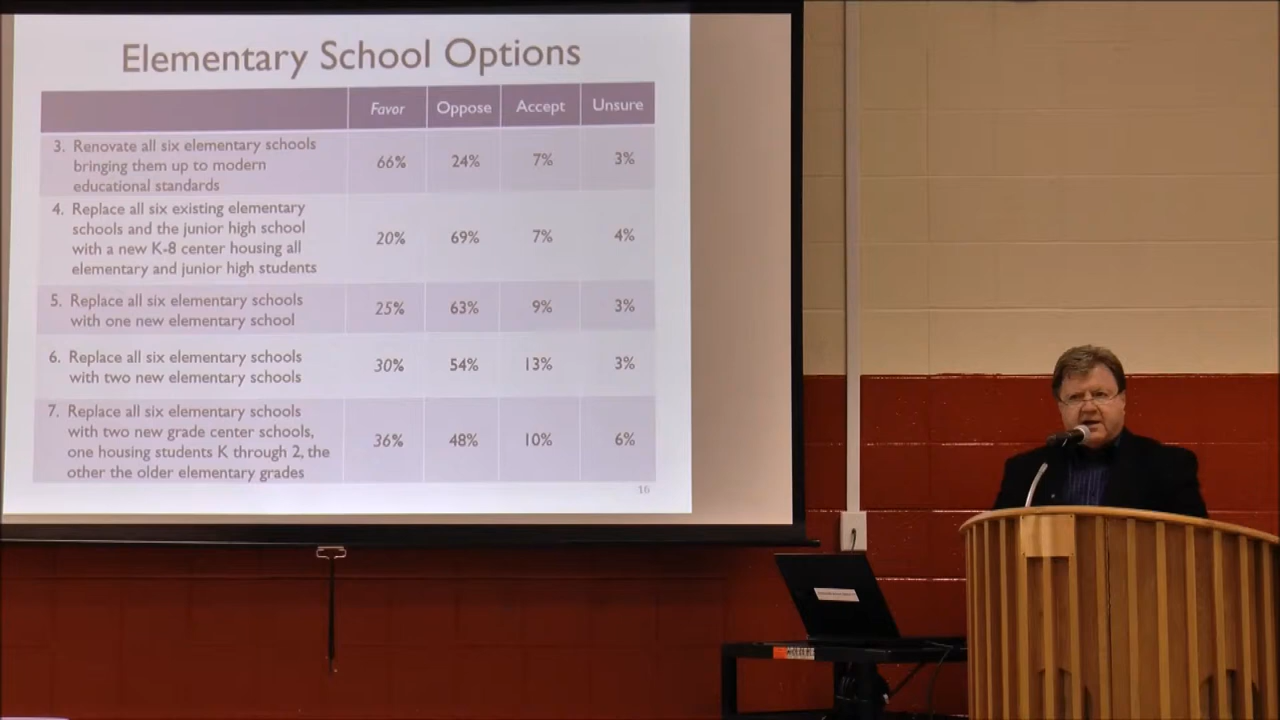 Elementary School Options
Favor Oppose Accept Unsure
3. Renovate all six elementary schools
bringing them up to modern
educational standards
66% 24% 7% 3%
4. Replace all six existing elementary
schools and the junior high school
with a new K-8 center housing all
elementary and junior high students
20% 69% 7% 4%
5. Replace all six elementary schools
with one new elementary school
25% 63% 9% 3%
6. Replace all six elementary schools
with two new elementary schools
30% 54% 13% 3%
7. Replace all six elementary schools
with two new grade center schools,
one housing students K through 2, the
other the older elementary grades
36% 48% 10% 6%
16